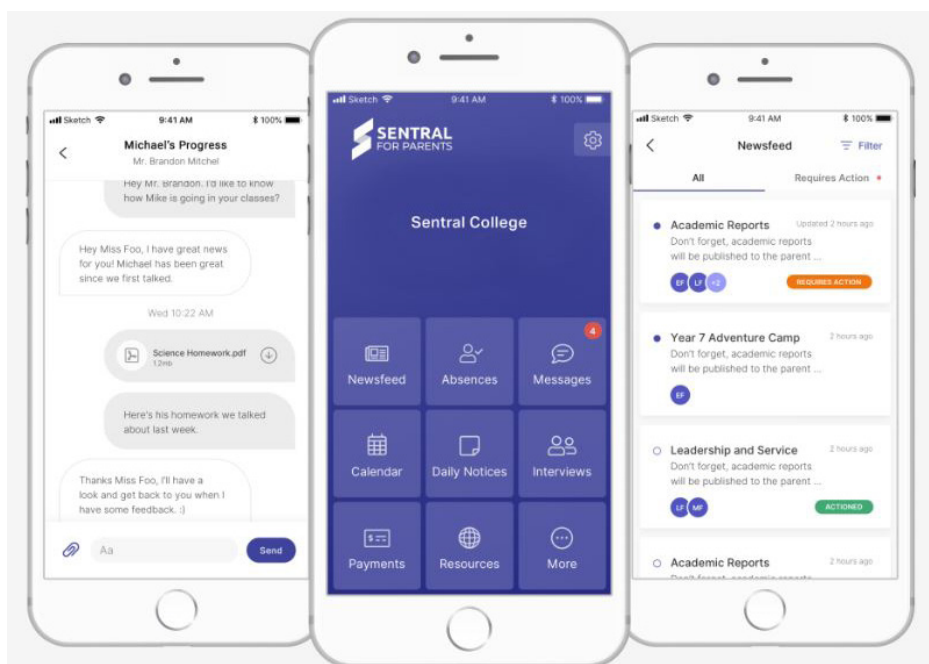 Sketch 9:41 AM 100%
Michael's Progress
Mr. Brandon Mitchel
Hey Mr. Brandon. I'd like to know
how Mike is going in your classes?
Hey Miss Foo, I have great news
for you! Michael has been great
since we first talked.
Wed 10:22 AM
Science Homework.pdf
1.2mb
Here's his homework we talked
about last week.
Thanks Miss Foo, I'll have a
look and get back to you when I
have some feedback. :)
Aa
Send
Sketch 9:41 AM 100%
SENTRAL
FOR PARENTS
Sentral College
4
Newsfeed Absences Messages
Calendar Daily Notices Interviews
$
Payments Resources More
Sketch 9:41 AM 100%
Newsfeed Filter
All Requires Action
Academic Reports Updated 2 hours ago
Don't forget, academic reports
will be published to the parent ...
EF LF +2 REQUIRES ACTION
Year 7 Adventure Camp 2 hours ago
Don't forget, academic reports
will be published to the parent ...
EF
Leadership and Service 2 hours ago
Don't forget, academic reports
will be published to the parent ...
LF MF ACTIONED
Academic Reports 2 hours ago
Don't forget, academic reports